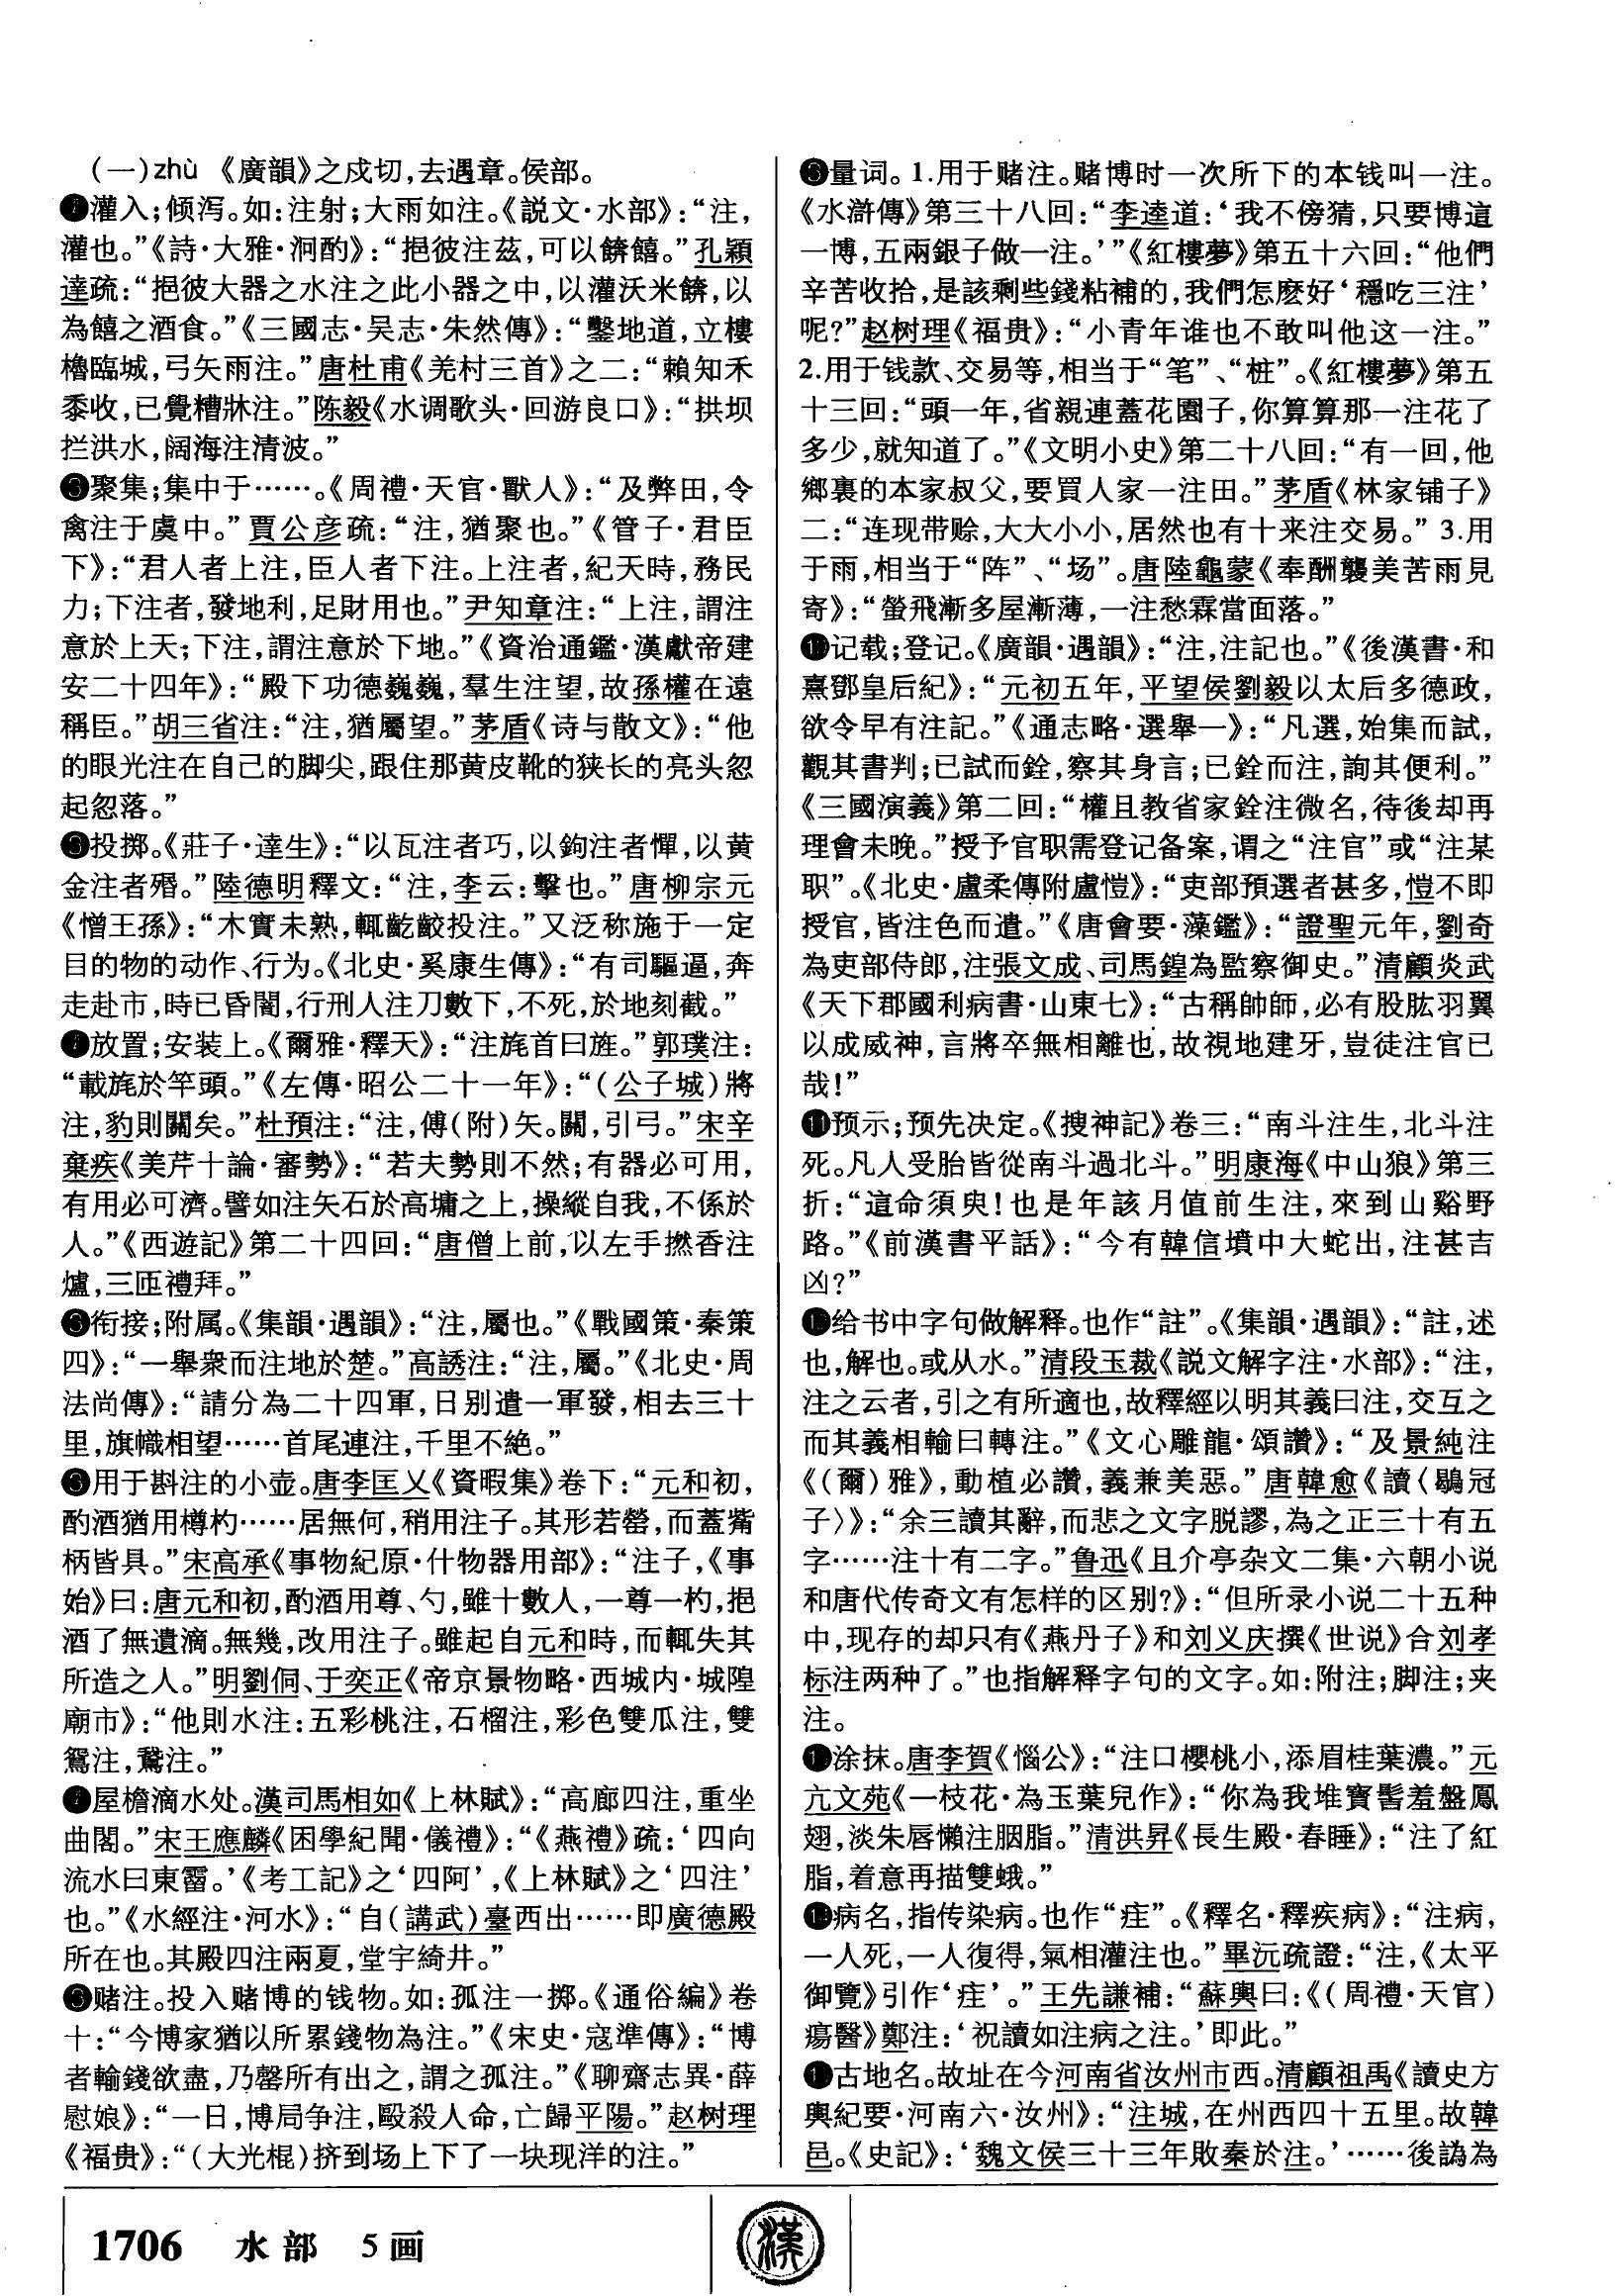 (一)zhù 《廣韻》之戍切,去遇章。侯部。
灌入;倾泻。如:注射;大雨如注。《説文·水部》:“注,
灌也。”《詩·大雅·泂酌》:“挹彼注茲,可以餴饎。”孔穎
達疏:“挹彼大器之水注之此小器之中,以灌沃米餴,以
為饎之酒食。”《三國志·吴志·朱然傳》:“鑿地道,立樓
櫓臨城,弓矢雨注。”唐杜甫《羌村三首》之二:“賴知禾
黍收,已覺糟牀注。”陈毅《水调歌头·回游良口》:“拱坝
拦洪水,阔海注清波。”
❸聚集;集中于……。《周禮·天官·獸人》:“及弊田,令
禽注于虞中。”賈公彦疏:“注,猶聚也。”《管子·君臣
下》:“君人者上注,臣人者下注。上注者,紀天時,務民
力;下注者,發地利,足財用也。”尹知章注:“上注,謂注
意於上天;下注,謂注意於下地。”《資治通鑑·漢獻帝建
安二十四年》:“殿下功德巍巍,羣生注望,故孫權在遠
稱臣。”胡三省注:“注,猶屬望。”茅盾《诗与散文》:“他
的眼光注在自己的脚尖,跟住那黄皮靴的狭长的亮头忽
起忽落。”
❸投掷。《莊子·達生》:“以瓦注者巧,以鉤注者憚,以黄
金注者殙。”陸德明釋文:“注,李云:擊也。”唐柳宗元
《憎王孫》:“木實未熟,輒齕齩投注。”又泛称施于一定
目的物的动作、行为。《北史·奚康生傳》:“有司驅逼,奔
走赴市,時已昏闇,行刑人注刀數下,不死,於地刻截。”
放置;安装上。《爾雅·釋天》:“注旄首曰旌。”郭璞注:
“載旄於竿頭。”《左傳·昭公二十一年》:“(公子城)將
注,豹則關矣。”杜預注:“注,傅(附)矢。關,引弓。”宋辛
棄疾《美芹十論·審勢》:“若夫勢則不然;有器必可用,
有用必可濟。譬如注矢石於高墉之上,操縱自我,不係於
人。”《西遊記》第二十四回:“唐僧上前,以左手撚香注
爐,三匝禮拜。”
❸衔接;附属。《集韻·遇韻》:“注,屬也。”《戰國策·秦策
四》:“一舉衆而注地於楚。”高誘注:“注,屬。”《北史·周
法尚傳》:“請分為二十四軍,日别遣一軍發,相去三十
里,旗幟相望……首尾連注,千里不絶。”
❸用于斟注的小壶。唐李匡乂《資暇集》卷下:“元和初,
酌酒猶用樽杓……居無何,稍用注子。其形若罃,而蓋觜
柄皆具。”宋高承《事物紀原·什物器用部》:“注子,《事
始》曰:唐元和初,酌酒用尊、勺,雖十數人,一尊一杓,挹
酒了無遺滴。無幾,改用注子。雖起自元和時,而輒失其
所造之人。”明劉侗、于奕正《帝京景物略·西城内·城隍
廟市》:“他則水注:五彩桃注,石榴注,彩色雙瓜注,雙
鴛注,鵞注。”
屋檐滴水处。漢司馬相如《上林賦》:“高廊四注,重坐
曲閣。”宋王應麟《困學紀聞·儀禮》:“《燕禮》疏:‘四向
流水曰東霤。’《考工記》之‘四阿’,《上林賦》之‘四注’
也。”《水經注·河水》:“自(講武)臺西出……即廣德殿
所在也。其殿四注兩夏,堂宇綺井。”
❸赌注。投入赌博的钱物。如:孤注一掷。《通俗編》卷
十:“今博家猶以所累錢物為注。”《宋史·寇準傳》:“博
者輸錢欲盡,乃罄所有出之,謂之孤注。”《聊齋志異·薛
慰娘》:“一日,博局争注,毆殺人命,亡歸平陽。”赵树理
《福贵》:“(大光棍)挤到场上下了一块现洋的注。”
❸量词。1.用于赌注。赌博时一次所下的本钱叫一注。
《水滸傳》第三十八回:“李逵道:‘我不傍猜,只要博這
一博,五兩銀子做一注。’”《紅樓夢》第五十六回:“他們
辛苦收拾,是該剩些錢粘補的,我們怎麽好‘穩吃三注’
呢?”赵树理《福贵》:“小青年谁也不敢叫他这一注。”
2.用于钱款、交易等,相当于“笔”、“桩”。《紅樓夢》第五
十三回:“頭一年,省親連蓋花園子,你算算那一注花了
多少,就知道了。”《文明小史》第二十八回:“有一回,他
鄉裏的本家叔父,要買人家一注田。”茅盾《林家铺子》
二:“连现带赊,大大小小,居然也有十来注交易。”3.用
于雨,相当于“阵”、“场”。唐陸龜蒙《奉酬襲美苦雨見
寄》:“螢飛漸多屋漸薄,一注愁霖當面落。”
记载;登记。《廣韻·遇韻》:“注,注記也。”《後漢書·和
熹鄧皇后紀》:“元初五年,平望侯劉毅以太后多德政,
欲令早有注記。”《通志略·選舉一》:“凡選,始集而試,
觀其書判;已試而銓,察其身言;已銓而注,詢其便利。”
《三國演義》第二回:“權且教省家銓注微名,待後却再
理會未晚。”授予官职需登记备案,谓之“注官”或“注某
职”。《北史·盧柔傳附盧愷》:“吏部預選者甚多,愷不即
授官,皆注色而遣。”《唐會要·藻鑑》:“證聖元年,劉奇
為吏部侍郎,注張文成、司馬鍠為監察御史。”清顧炎武
《天下郡國利病書·山東七》:“古稱帥師,必有股肱羽翼
以成威神,言將卒無相離也,故視地建牙,豈徒注官已
哉!”
⓫预示;预先决定。《搜神記》卷三:“南斗注生,北斗注
死。凡人受胎皆從南斗過北斗。”明康海《中山狼》第三
折:“這命須臾!也是年該月值前生注,來到山谿野
路。”《前漢書平話》:“今有韓信墳中大蛇出,注甚吉
凶?”
给书中字句做解释。也作“註”。《集韻·遇韻》:“註,述
也,解也。或从水。”清段玉裁《説文解字注·水部》:“注,
注之云者,引之有所適也,故釋經以明其義曰注,交互之
而其義相輸曰轉注。”《文心雕龍·頌讚》:“及景純注
《(爾)雅》,動植必讚,義兼美惡。”唐韓愈《讀〈鶡冠
子〉》:“余三讀其辭,而悲之文字脱謬,為之正三十有五
字……注十有二字。”鲁迅《且介亭杂文二集·六朝小说
和唐代传奇文有怎样的区别?》:“但所录小说二十五种
中,现存的却只有《燕丹子》和刘义庆撰《世说》合刘孝
标注两种了。”也指解释字句的文字。如:附注;脚注;夹
注。
涂抹。唐李賀《惱公》:“注口櫻桃小,添眉桂葉濃。”元
亢文苑《一枝花·為玉葉兒作》:“你為我堆寶髻羞盤鳳
翅,淡朱唇懶注胭脂。”清洪昇《長生殿·春睡》:“注了紅
脂,着意再描雙蛾。”
病名,指传染病。也作“疰”。《釋名·釋疾病》:“注病,
一人死,一人復得,氣相灌注也。”畢沅疏證:“注,《太平
御覽》引作‘疰’。”王先謙補:“蘇輿曰:《(周禮·天官)
瘍醫》鄭注:‘祝讀如注病之注。’即此。”
古地名。故址在今河南省汝州市西。清顧祖禹《讀史方
輿紀要·河南六·汝州》:“注城,在州西四十五里。故韓
邑。《史記》:‘魏文侯三十三年敗秦於注。’……後譌為
1706 水部 5画
漢